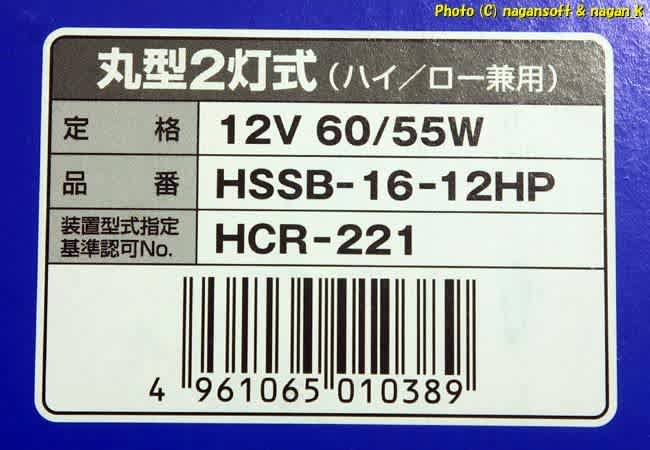 Photo (C) nagansoft & nagan_K
丸型2灯式(ハイ/ロー兼用)
定格 12V 60/55W
品番 HSSB-16-12HP
装置型式指定
基準認可No. HCR-221
4 961065 010389